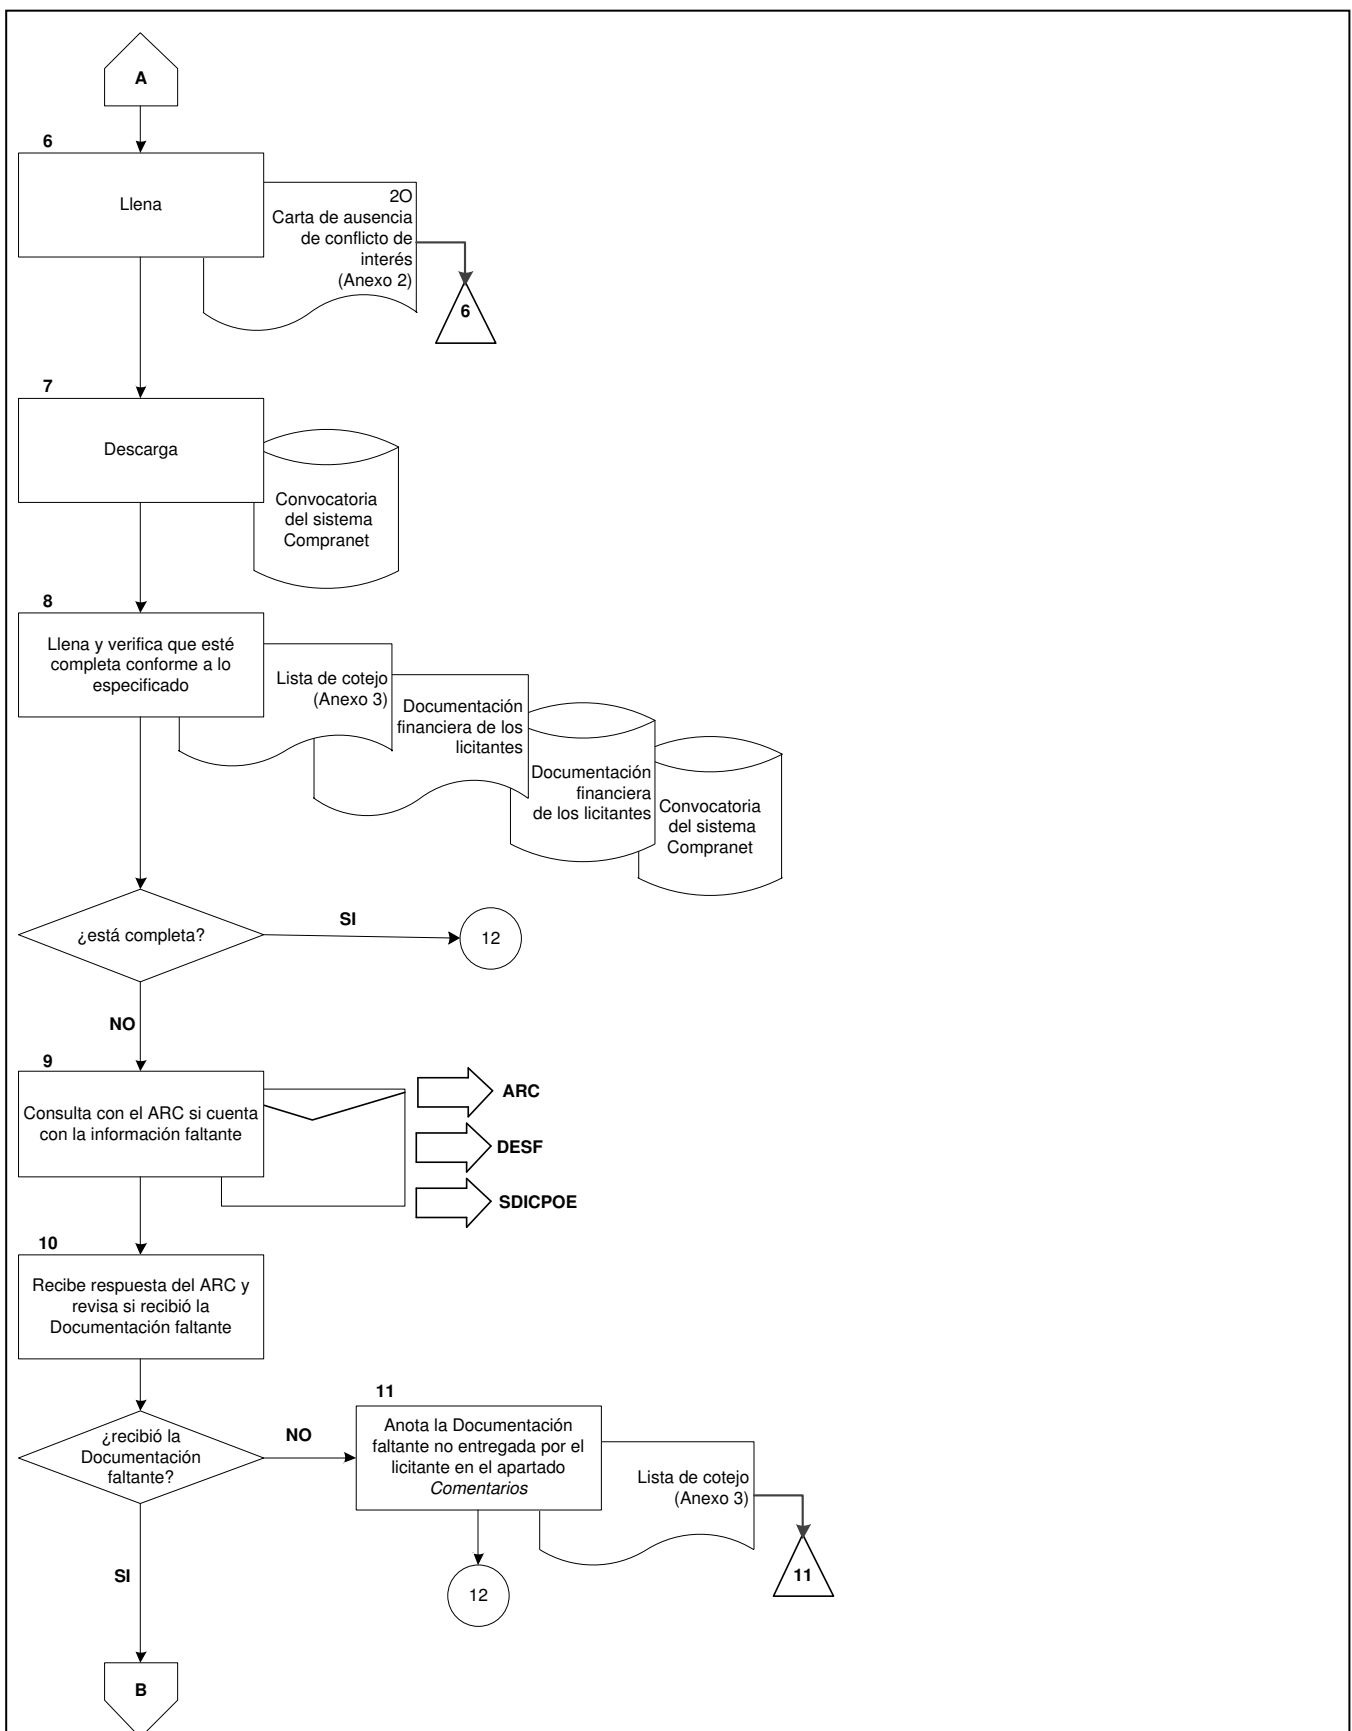 A
6
Llena
2O
Carta de ausencia
de conflicto de
interés
(Anexo 2)
6
7
Descarga
Convocatoria
del sistema
Compranet
8
Llena y verifica que esté
completa conforme a lo
especificado
Lista de cotejo
(Anexo 3)
Documentación
financiera de los
licitantes
Documentación
financiera
de los licitantes
Convocatoria
del sistema
Compranet
¿está completa?
SI
12
NO
9
Consulta con el ARC si cuenta
con la información faltante
ARC
DESF
SDICPOE
10
Recibe respuesta del ARC y
revisa si recibió la
Documentación faltante
¿recibió la
Documentación
faltante?
NO
11
Anota la Documentación
faltante no entregada por el
licitante en el apartado
Comentarios
Lista de cotejo
(Anexo 3)
11
12
SI
B